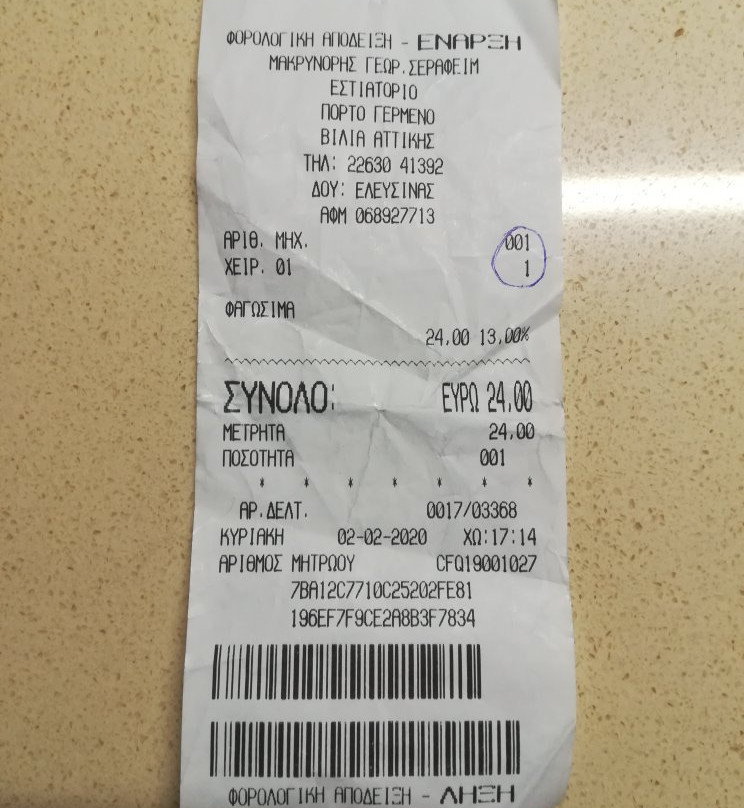 ΦΟΡΟΛΟΓΙΚΗ ΑΠΟΔΕΙΞΗ - ΕΝΑΡΞΗ
ΜΑΚΡΥΝΟΡΗΣ ΓΕΩΡ.ΣΕΡΑΦΕΙΜ
ΕΣΤΙΑΤΟΡΙΟ
ΠΟΡΤΟ ΓΕΡΜΕΝΟ
ΒΙΛΙΑ ΑΤΤΙΚΗΣ
ΤΗΛ: 22630 41392
ΔΟΥ: ΕΛΕΥΣΙΝΑΣ
ΑΦΜ 068927713
ΑΡΙΘ. ΜΗΧ. 001
ΧΕΙΡ. 01 1
ΦΑΓΩΣΙΜΑ
24,00 13,00%
ΣΥΝΟΛΟ: ΕΥΡΩ 24,00
ΜΕΤΡΗΤΑ 24,00
ΠΟΣΟΤΗΤΑ 001
* * * * * * *
ΑΡ.ΔΕΛΤ. 0017/03368
ΚΥΡΙΑΚΗ 02-02-2020 ΧΩ:17:14
ΑΡΙΘΜΟΣ ΜΗΤΡΩΟΥ CFQ19001027
7BA12C7710C25202FE81
196EF7F9CE2A8B3F7834
ΦΟΡΟΛΟΓΙΚΗ ΑΠΟΔΕΙΞΗ - ΛΗΞΗ